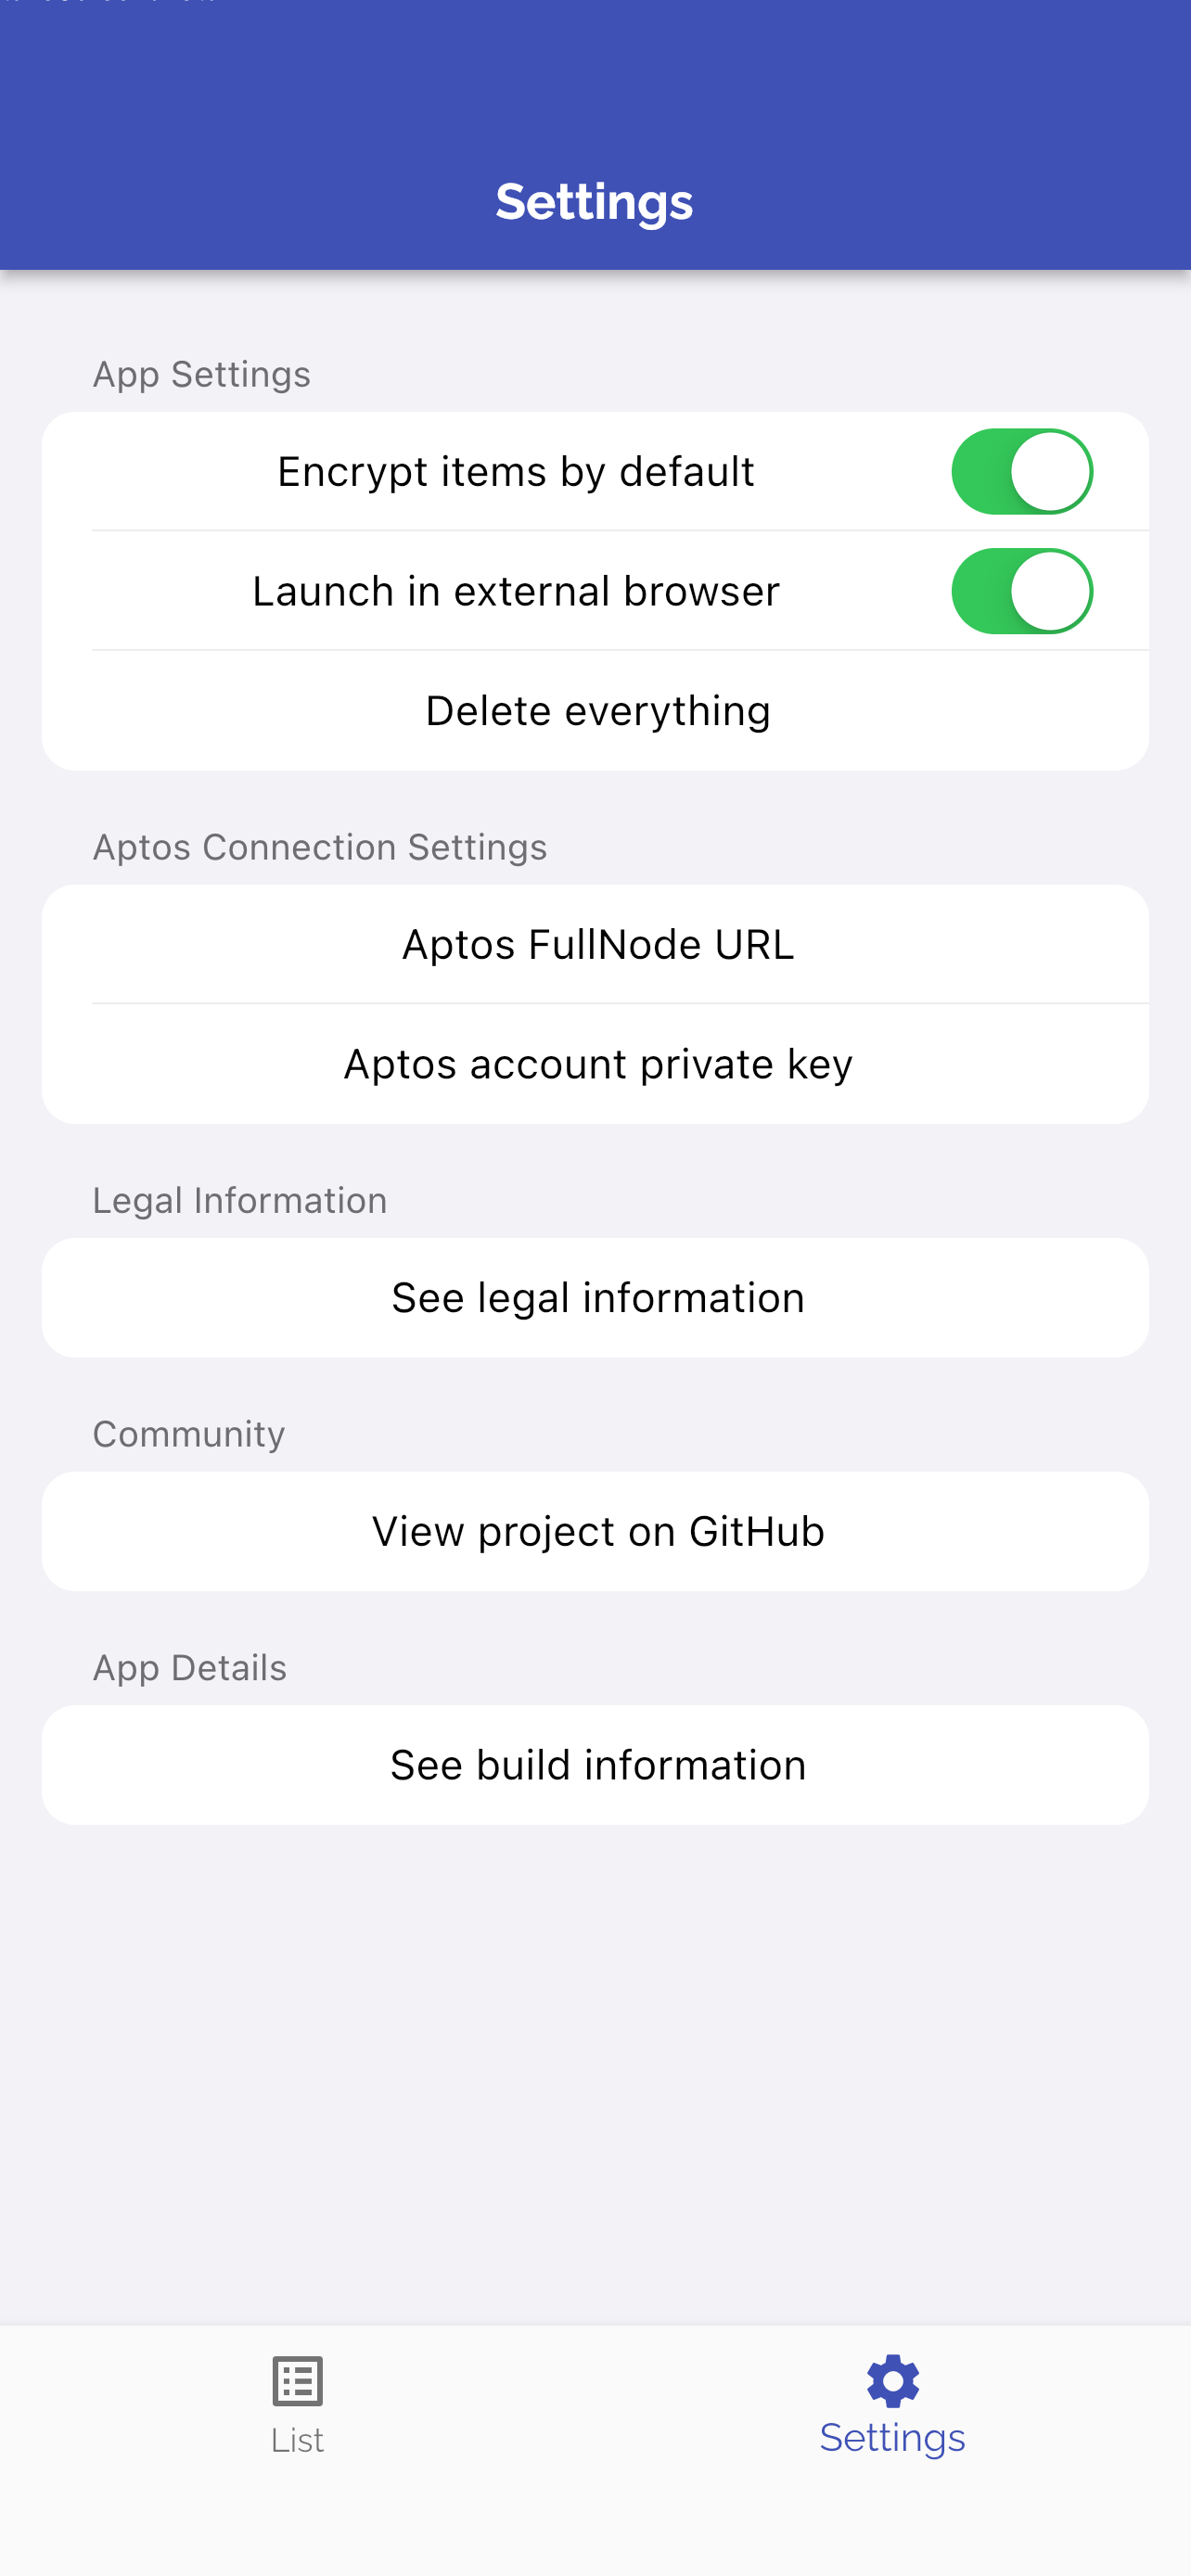 Settings
App Settings
Encrypt items by default
Launch in external browser
Delete everything
Aptos Connection Settings
Aptos FullNode URL
Aptos account private key
Legal Information
See legal information
Community
View project on GitHub
App Details
See build information
List
Settings